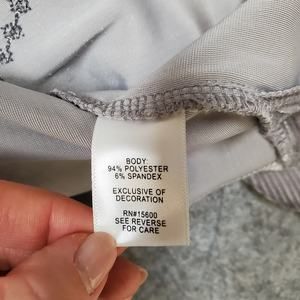 BODY:
94% POLYESTER
6% SPANDEX
EXCLUSIVE OF
DECORATION
RN#15600
SEE REVERSE
FOR CARE